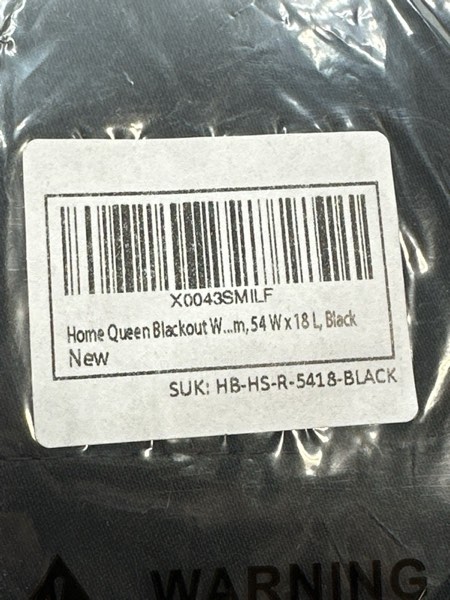 X0043SMILF
Home Queen Blackout W...m, 54 W x 18 L, Black
New
SUK: HB-HS-R-5418-BLACK
WARNING